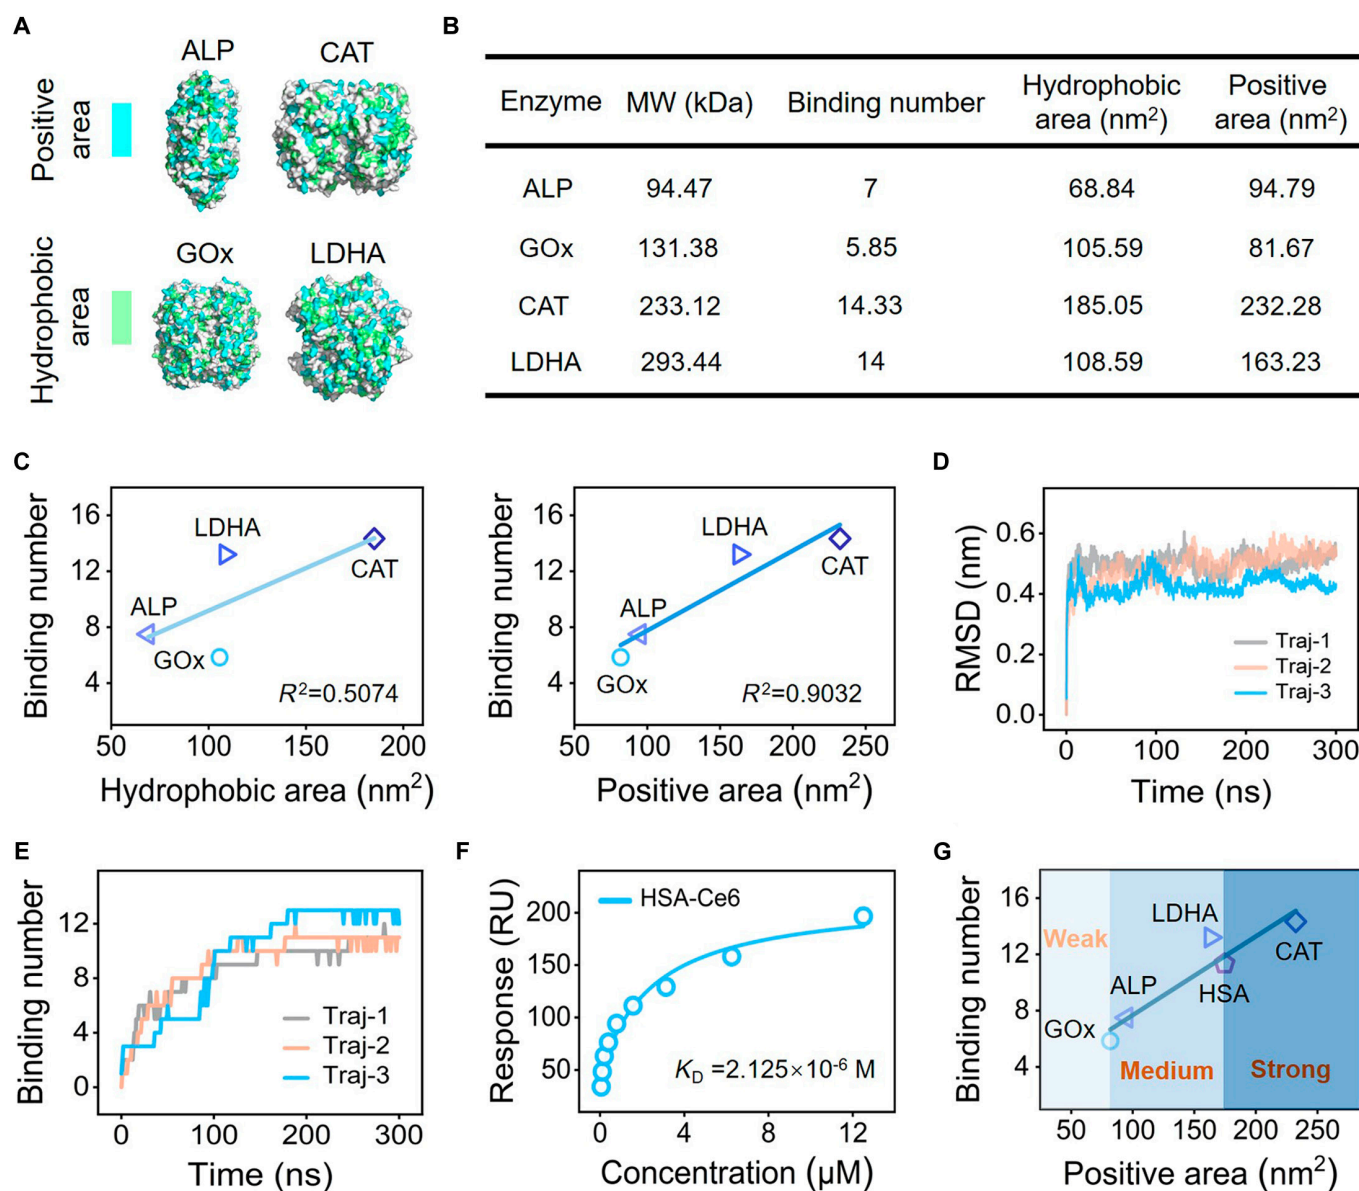 A
ALP CAT
Positive
area
GOx LDHA
Hydrophobic
area
B
Enzyme MW (kDa) Binding number Hydrophobic area (nm²) Positive area (nm²)
ALP 94.47 7 68.84 94.79
GOx 131.38 5.85 105.59 81.67
CAT 233.12 14.33 185.05 232.28
LDHA 293.44 14 108.59 163.23
C
Binding number
16
12
8
4
LDHA
CAT
ALP
GOx
R²=0.5074
50 100 150 200
Hydrophobic area (nm²)
Binding number
16
12
8
4
LDHA
CAT
ALP
GOx
R²=0.9032
50 100 150 200 250
Positive area (nm²)
D
RMSD (nm)
0.6
0.4
0.2
0.0
Traj-1
Traj-2
Traj-3
0 100 200 300
Time (ns)
E
Binding number
12
8
4
0
Traj-1
Traj-2
Traj-3
0 100 200 300
Time (ns)
F
Response (RU)
200
150
100
50
HSA-Ce6
K_D =2.125×10⁻⁶ M
0 4 8 12
Concentration (µM)
G
Binding number
16
12
8
4
LDHA
Weak
CAT
ALP
HSA
GOx
Medium Strong
50 100 150 200 250
Positive area (nm²)